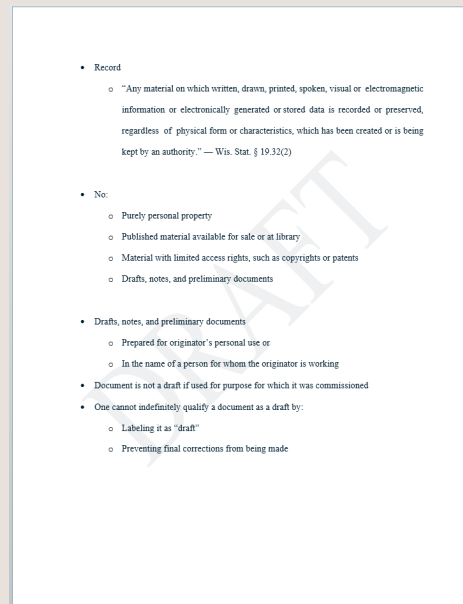 • Record
o "Any material on which written, drawn, printed, spoken, visual or electromagnetic
information or electronically generated or stored data is recorded or preserved,
regardless of physical form or characteristics, which has been created or is being
kept by an authority." — Wis. Stat. § 19.32(2)
• No:
o Purely personal property
o Published material available for sale or at library
o Material with limited access rights, such as copyrights or patents
o Drafts, notes, and preliminary documents
• Drafts, notes, and preliminary documents
o Prepared for originator's personal use or
o In the name of a person for whom the originator is working
• Document is not a draft if used for purpose for which it was commissioned
• One cannot indefinitely qualify a document as a draft by:
o Labeling it as "draft"
o Preventing final corrections from being made
DRAFT